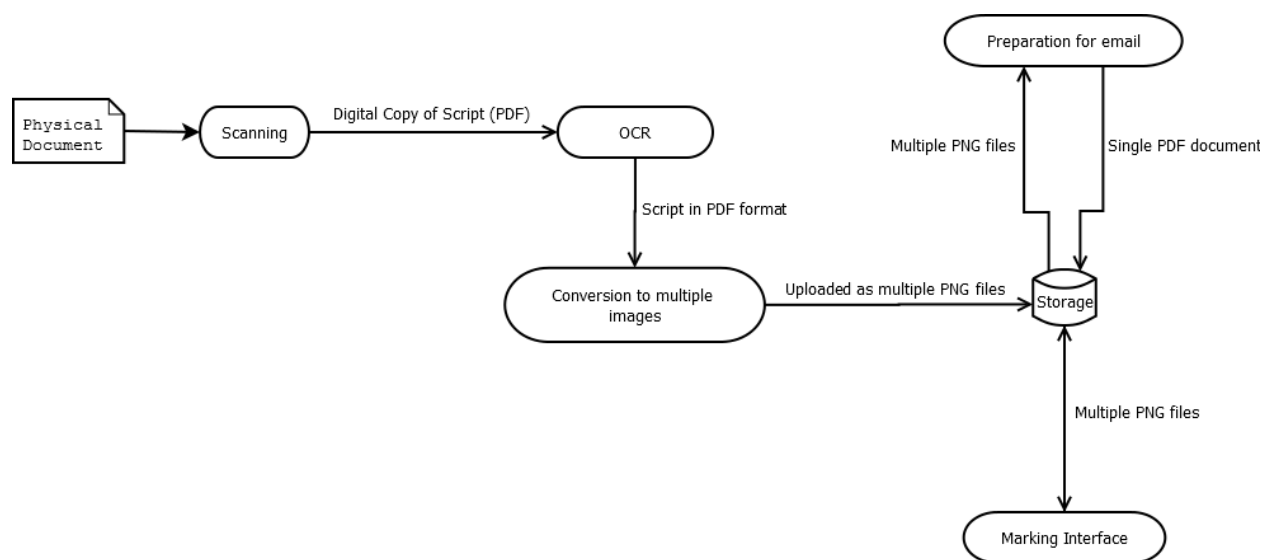 Preparation for email
Physical
Document
Scanning
Digital Copy of Script (PDF)
OCR
Multiple PNG files
Single PDF document
Script in PDF format
Conversion to multiple
images
Uploaded as multiple PNG files
Storage
Multiple PNG files
Marking Interface